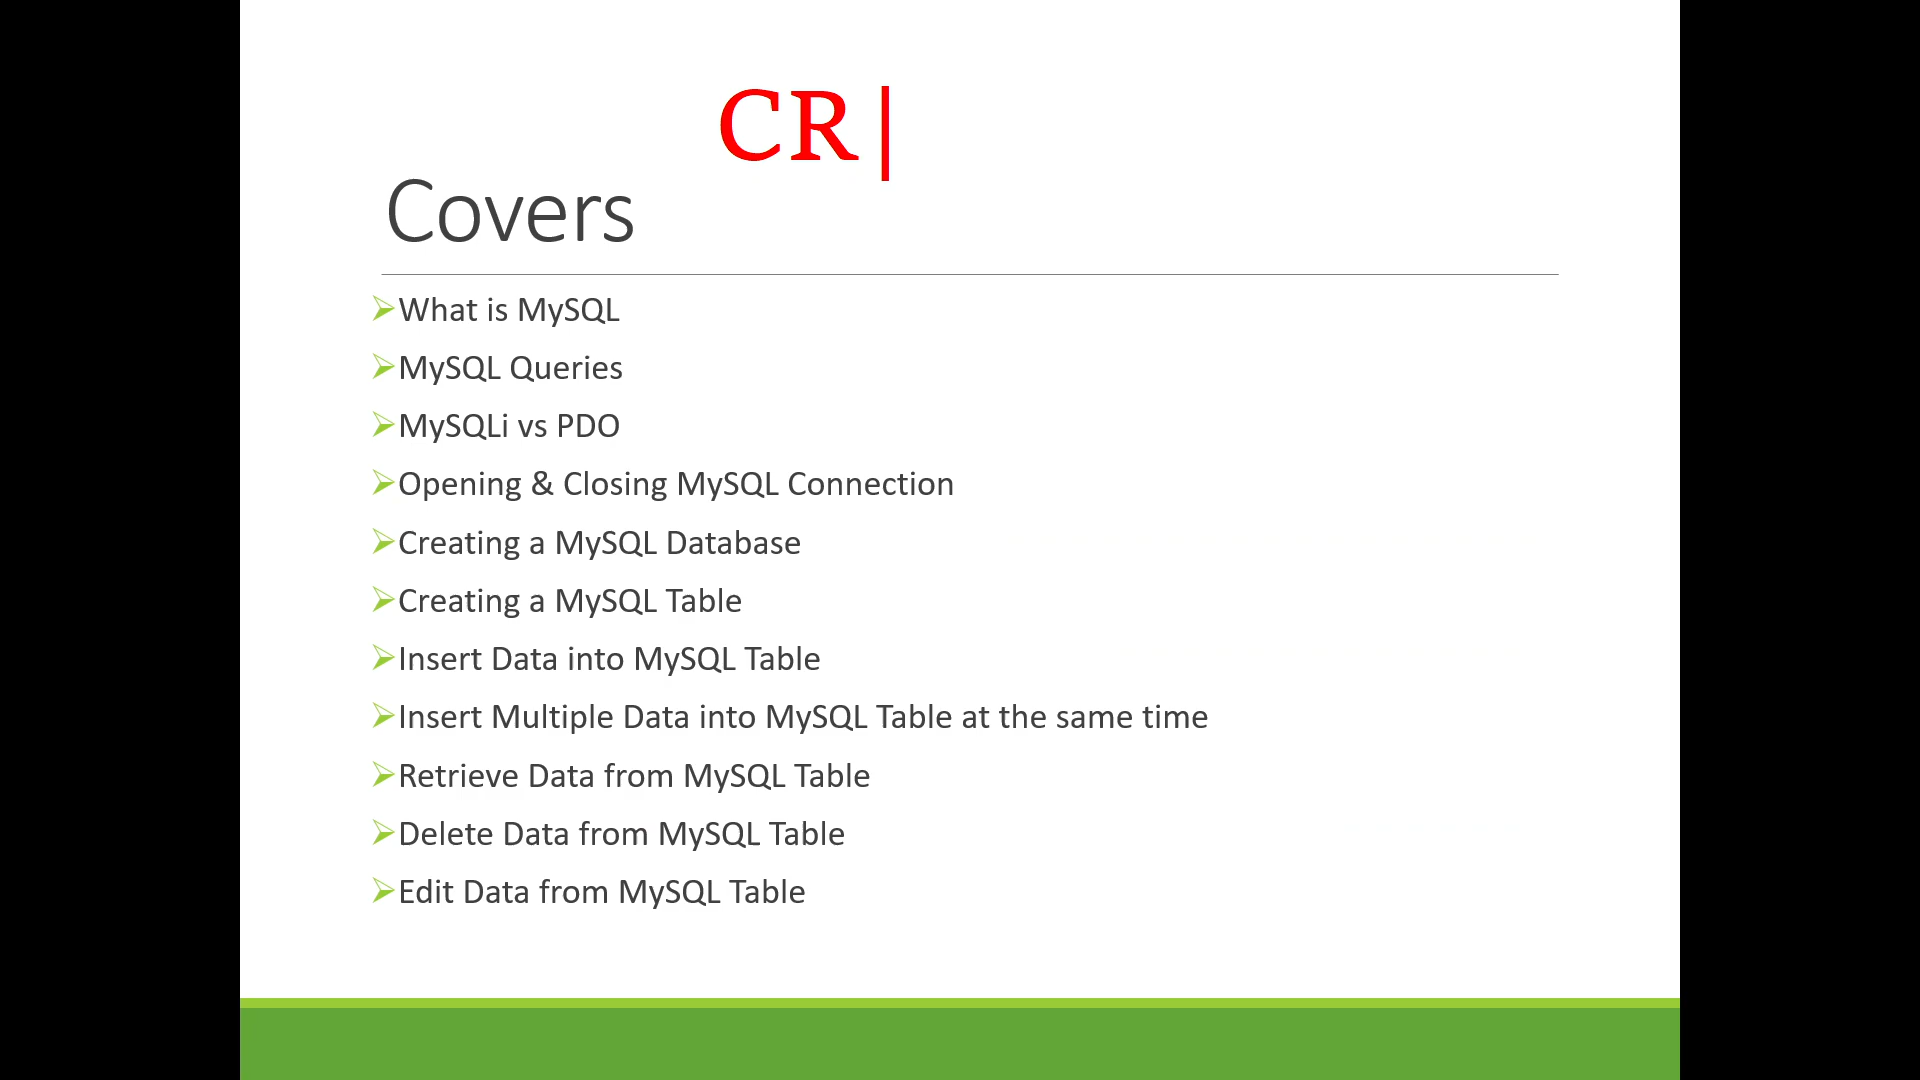 CR|
Covers
What is MySQL
MySQL Queries
MySQLi vs PDO
Opening & Closing MySQL Connection
Creating a MySQL Database
Creating a MySQL Table
Insert Data into MySQL Table
Insert Multiple Data into MySQL Table at the same time
Retrieve Data from MySQL Table
Delete Data from MySQL Table
Edit Data from MySQL Table